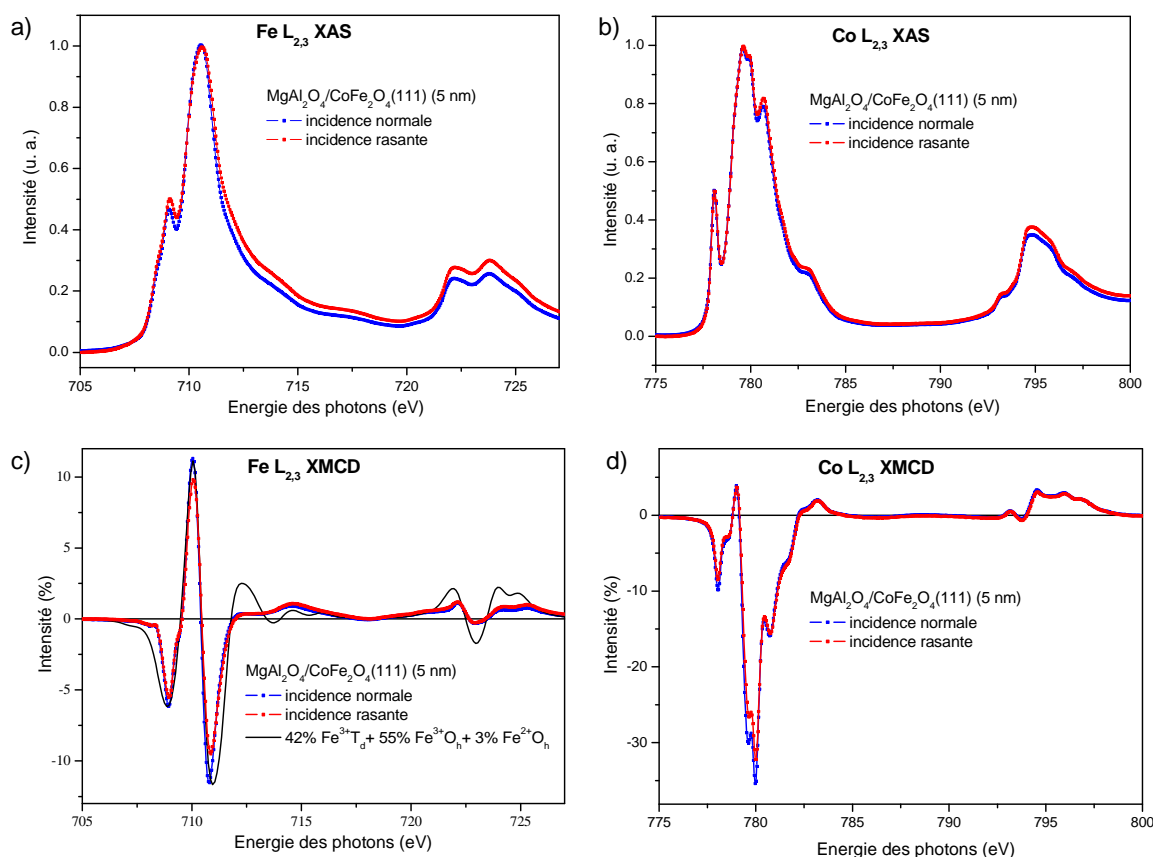 a)
Fe L2,3 XAS
MgAl2O4/CoFe2O4(111) (5 nm)
incidence normale
incidence rasante
Intensité (u. a.)
1.0
0.8
0.6
0.4
0.2
0.0
705 710 715 720 725
Energie des photons (eV)
b)
Co L2,3 XAS
MgAl2O4/CoFe2O4(111) (5 nm)
incidence normale
incidence rasante
Intensité (u. a.)
1.0
0.8
0.6
0.4
0.2
0.0
775 780 785 790 795 800
Energie des photons (eV)
c)
Fe L2,3 XMCD
Intensité (%)
10
5
0
-5
-10
MgAl2O4/CoFe2O4(111) (5 nm)
incidence normale
incidence rasante
42% Fe3+Td+ 55% Fe3+Oh+ 3% Fe2+Oh
705 710 715 720 725
Energie des photons (eV)
d)
Co L2,3 XMCD
Intensité (%)
0
-10
-20
-30
MgAl2O4/CoFe2O4(111) (5 nm)
incidence normale
incidence rasante
775 780 785 790 795 800
Energie des photons (eV)